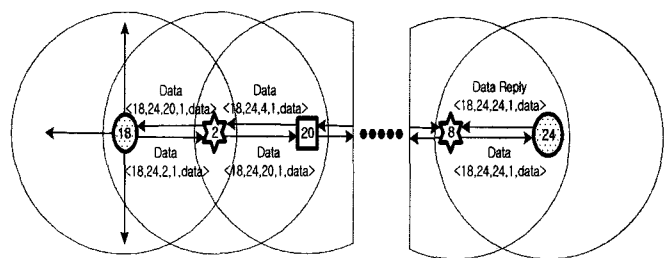 Data
<18,24,20,1,data>
Data
<18,24,4,1,data>
Data Reply
<18,24,24,1,data>
18
2
20
8
24
Data
<18,24,2,1,data>
Data
<18,24,20,1,data>
Data
<18,24,24,1,data>